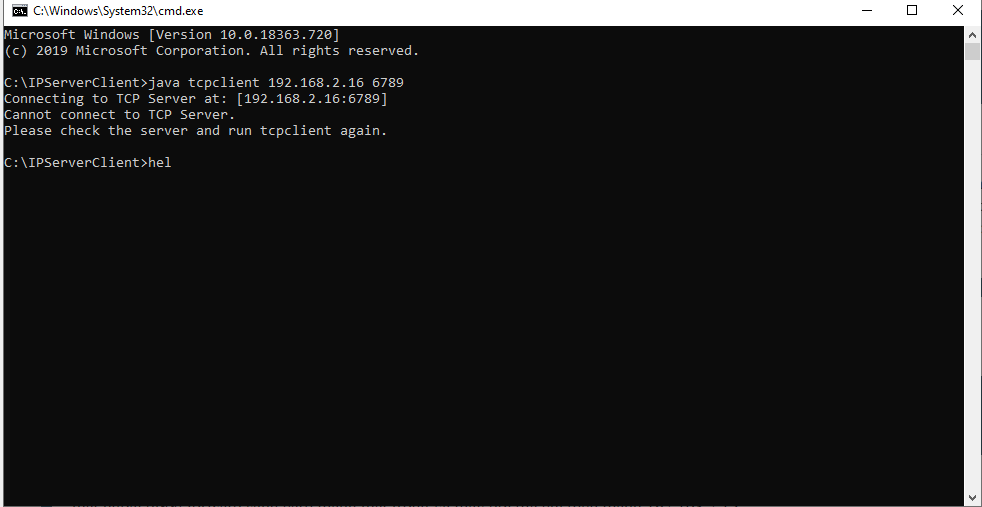 C:\Windows\System32\cmd.exe
Microsoft Windows [Version 10.0.18363.720]
(c) 2019 Microsoft Corporation. All rights reserved.
C:\IPServerClient>java tcpclient 192.168.2.16 6789
Connecting to TCP Server at: [192.168.2.16:6789]
Cannot connect to TCP Server.
Please check the server and run tcpclient again.
C:\IPServerClient>hel